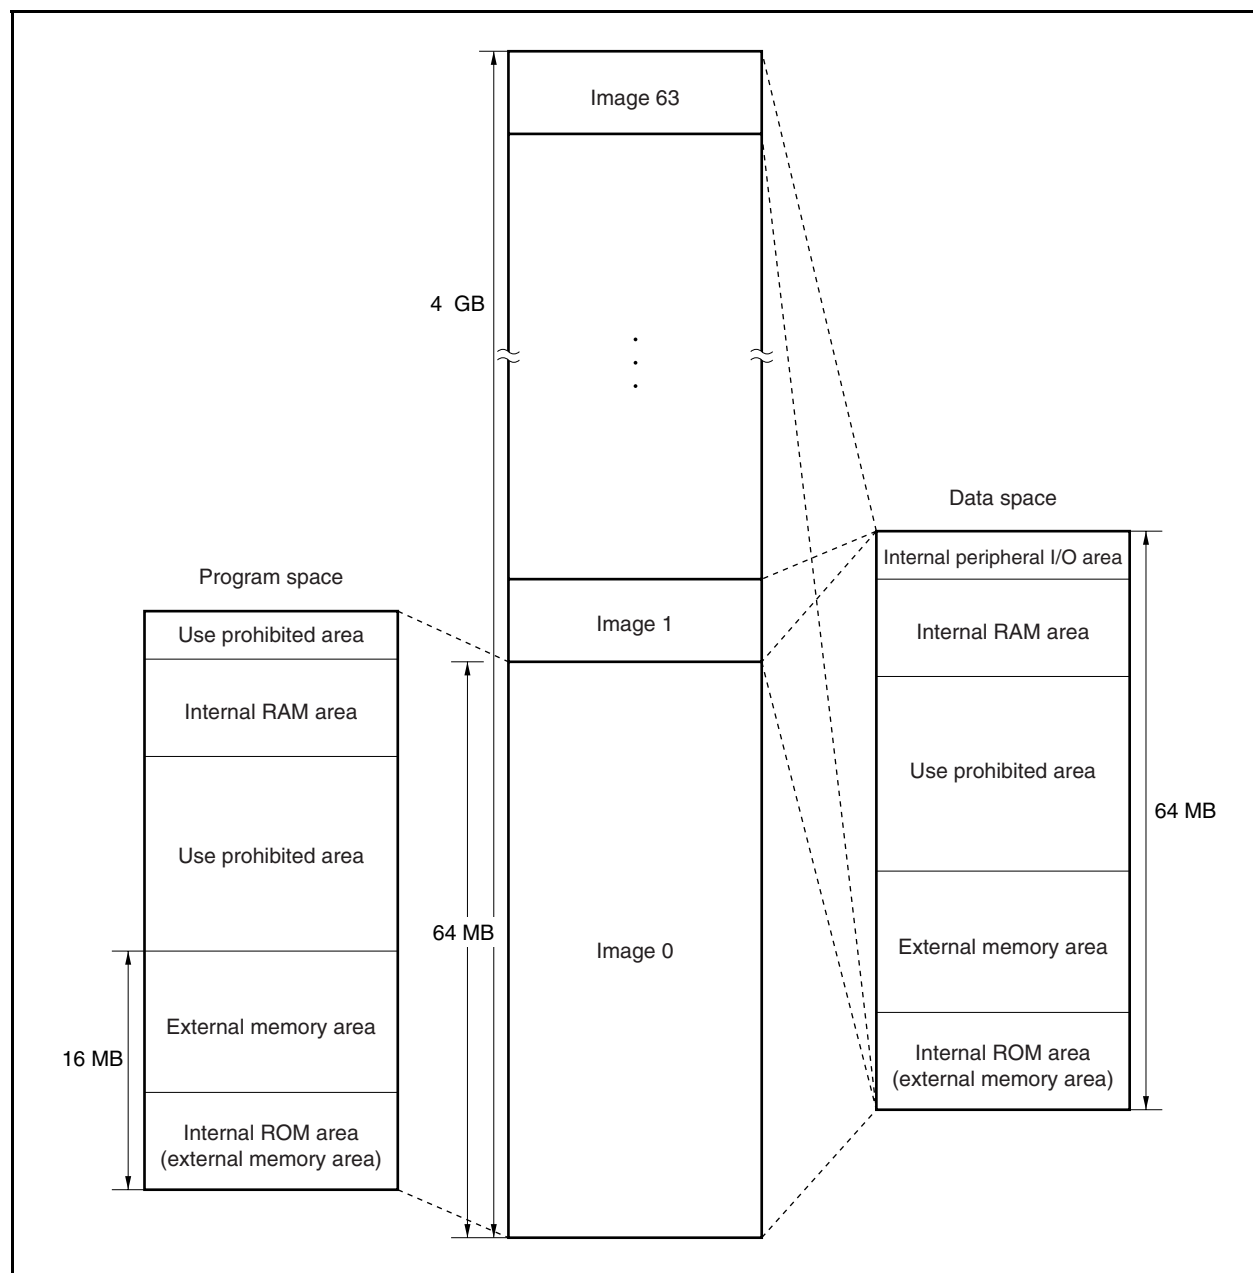 Image 63
4 GB
Data space
Internal peripheral I/O area
Program space
Use prohibited area
Image 1
Internal RAM area
Internal RAM area
Use prohibited area
64 MB
Use prohibited area
64 MB
Image 0
External memory area
External memory area
16 MB
Internal ROM area
(external memory area)
Internal ROM area
(external memory area)